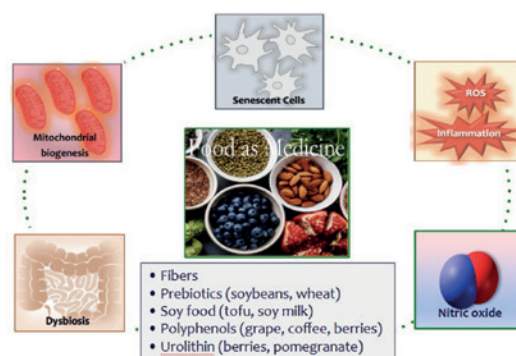 Senescent Cells
ROS
Inflammation
Mitochondrial
biogenesis
Food as Medicine
Dysbiosis
• Fibers
• Prebiotics (soybeans, wheat)
• Soy food (tofu, soy milk)
• Polyphenols (grape, coffee, berries)
• Urolithin (berries, pomegranate)
Nitric oxide